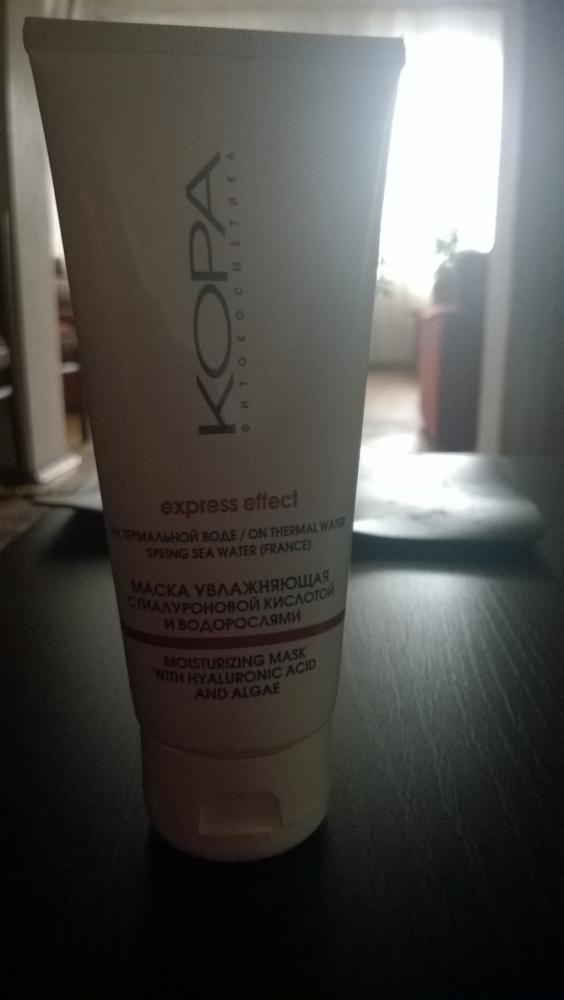 КОРА
ФИТОКОСМЕТИКА
express effect
НА ТЕРМАЛЬНОЙ ВОДЕ / ON THERMAL WATER
SPRING SEA WATER (FRANCE)
МАСКА УВЛАЖНЯЮЩАЯ
С ГИАЛУРОНОВОЙ КИСЛОТОЙ
И ВОДОРОСЛЯМИ
MOISTURIZING MASK
WITH HYALURONIC ACID
AND ALGAE